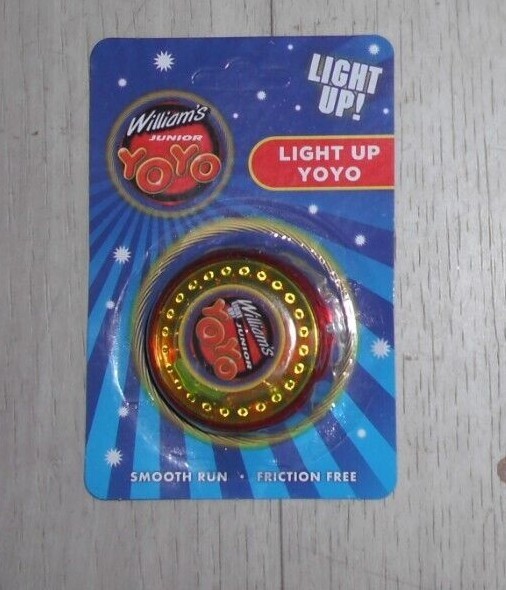 LIGHT
UP!
William's
JUNIOR
YOYO
LIGHT UP
YOYO
William's
JUNIOR
YOYO
SMOOTH RUN • FRICTION FREE